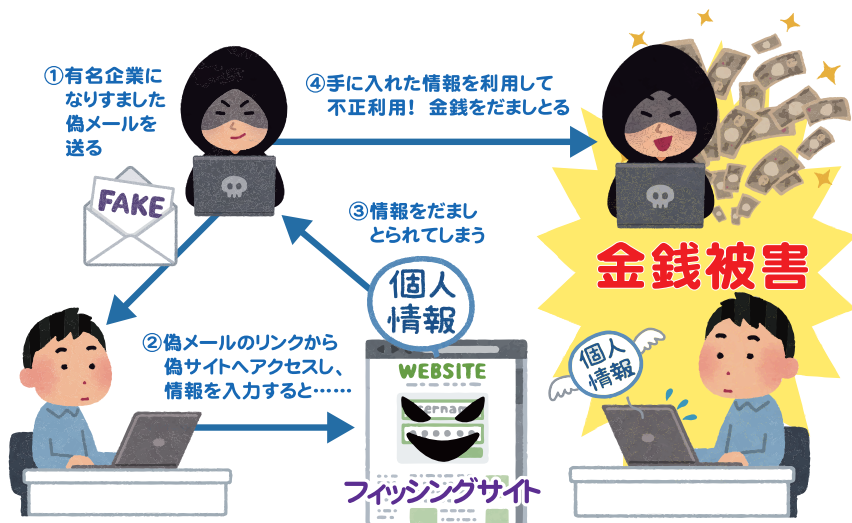 ①有名企業に
なりすました
偽メールを
送る
FAKE
②偽メールのリンクから
偽サイトへアクセスし、
情報を入力すると……
WEBSITE
フィッシングサイト
個人
情報
③情報をだまし
とられてしまう
④手に入れた情報を利用して
不正利用！ 金銭をだましとる
金銭被害
個人
情報